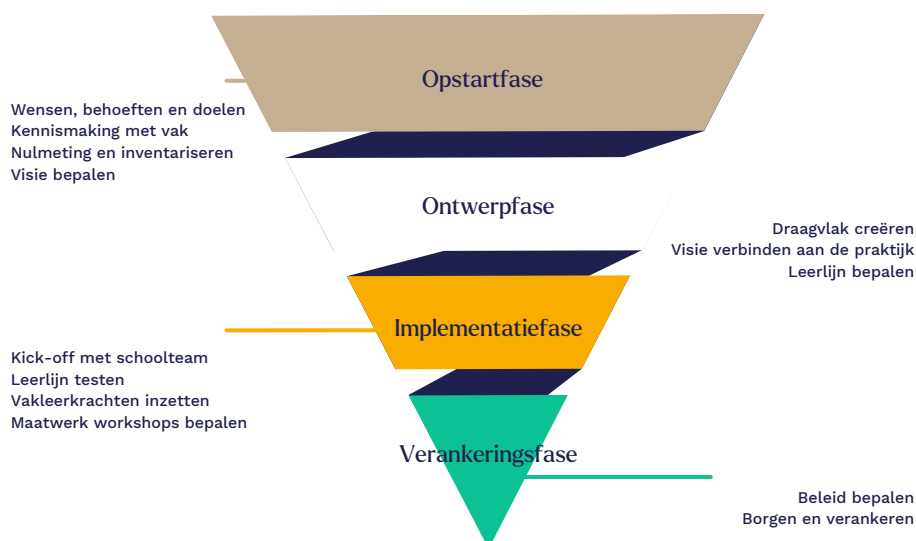 Opstartfase
Wensen, behoeften en doelen
Kennismaking met vak
Nulmeting en inventariseren
Visie bepalen
Ontwerpfase
Draagvlak creëren
Visie verbinden aan de praktijk
Leerlijn bepalen
Implementatiefase
Kick-off met schoolteam
Leerlijn testen
Vakleerkrachten inzetten
Maatwerk workshops bepalen
Verankeringsfase
Beleid bepalen
Borgen en verankeren